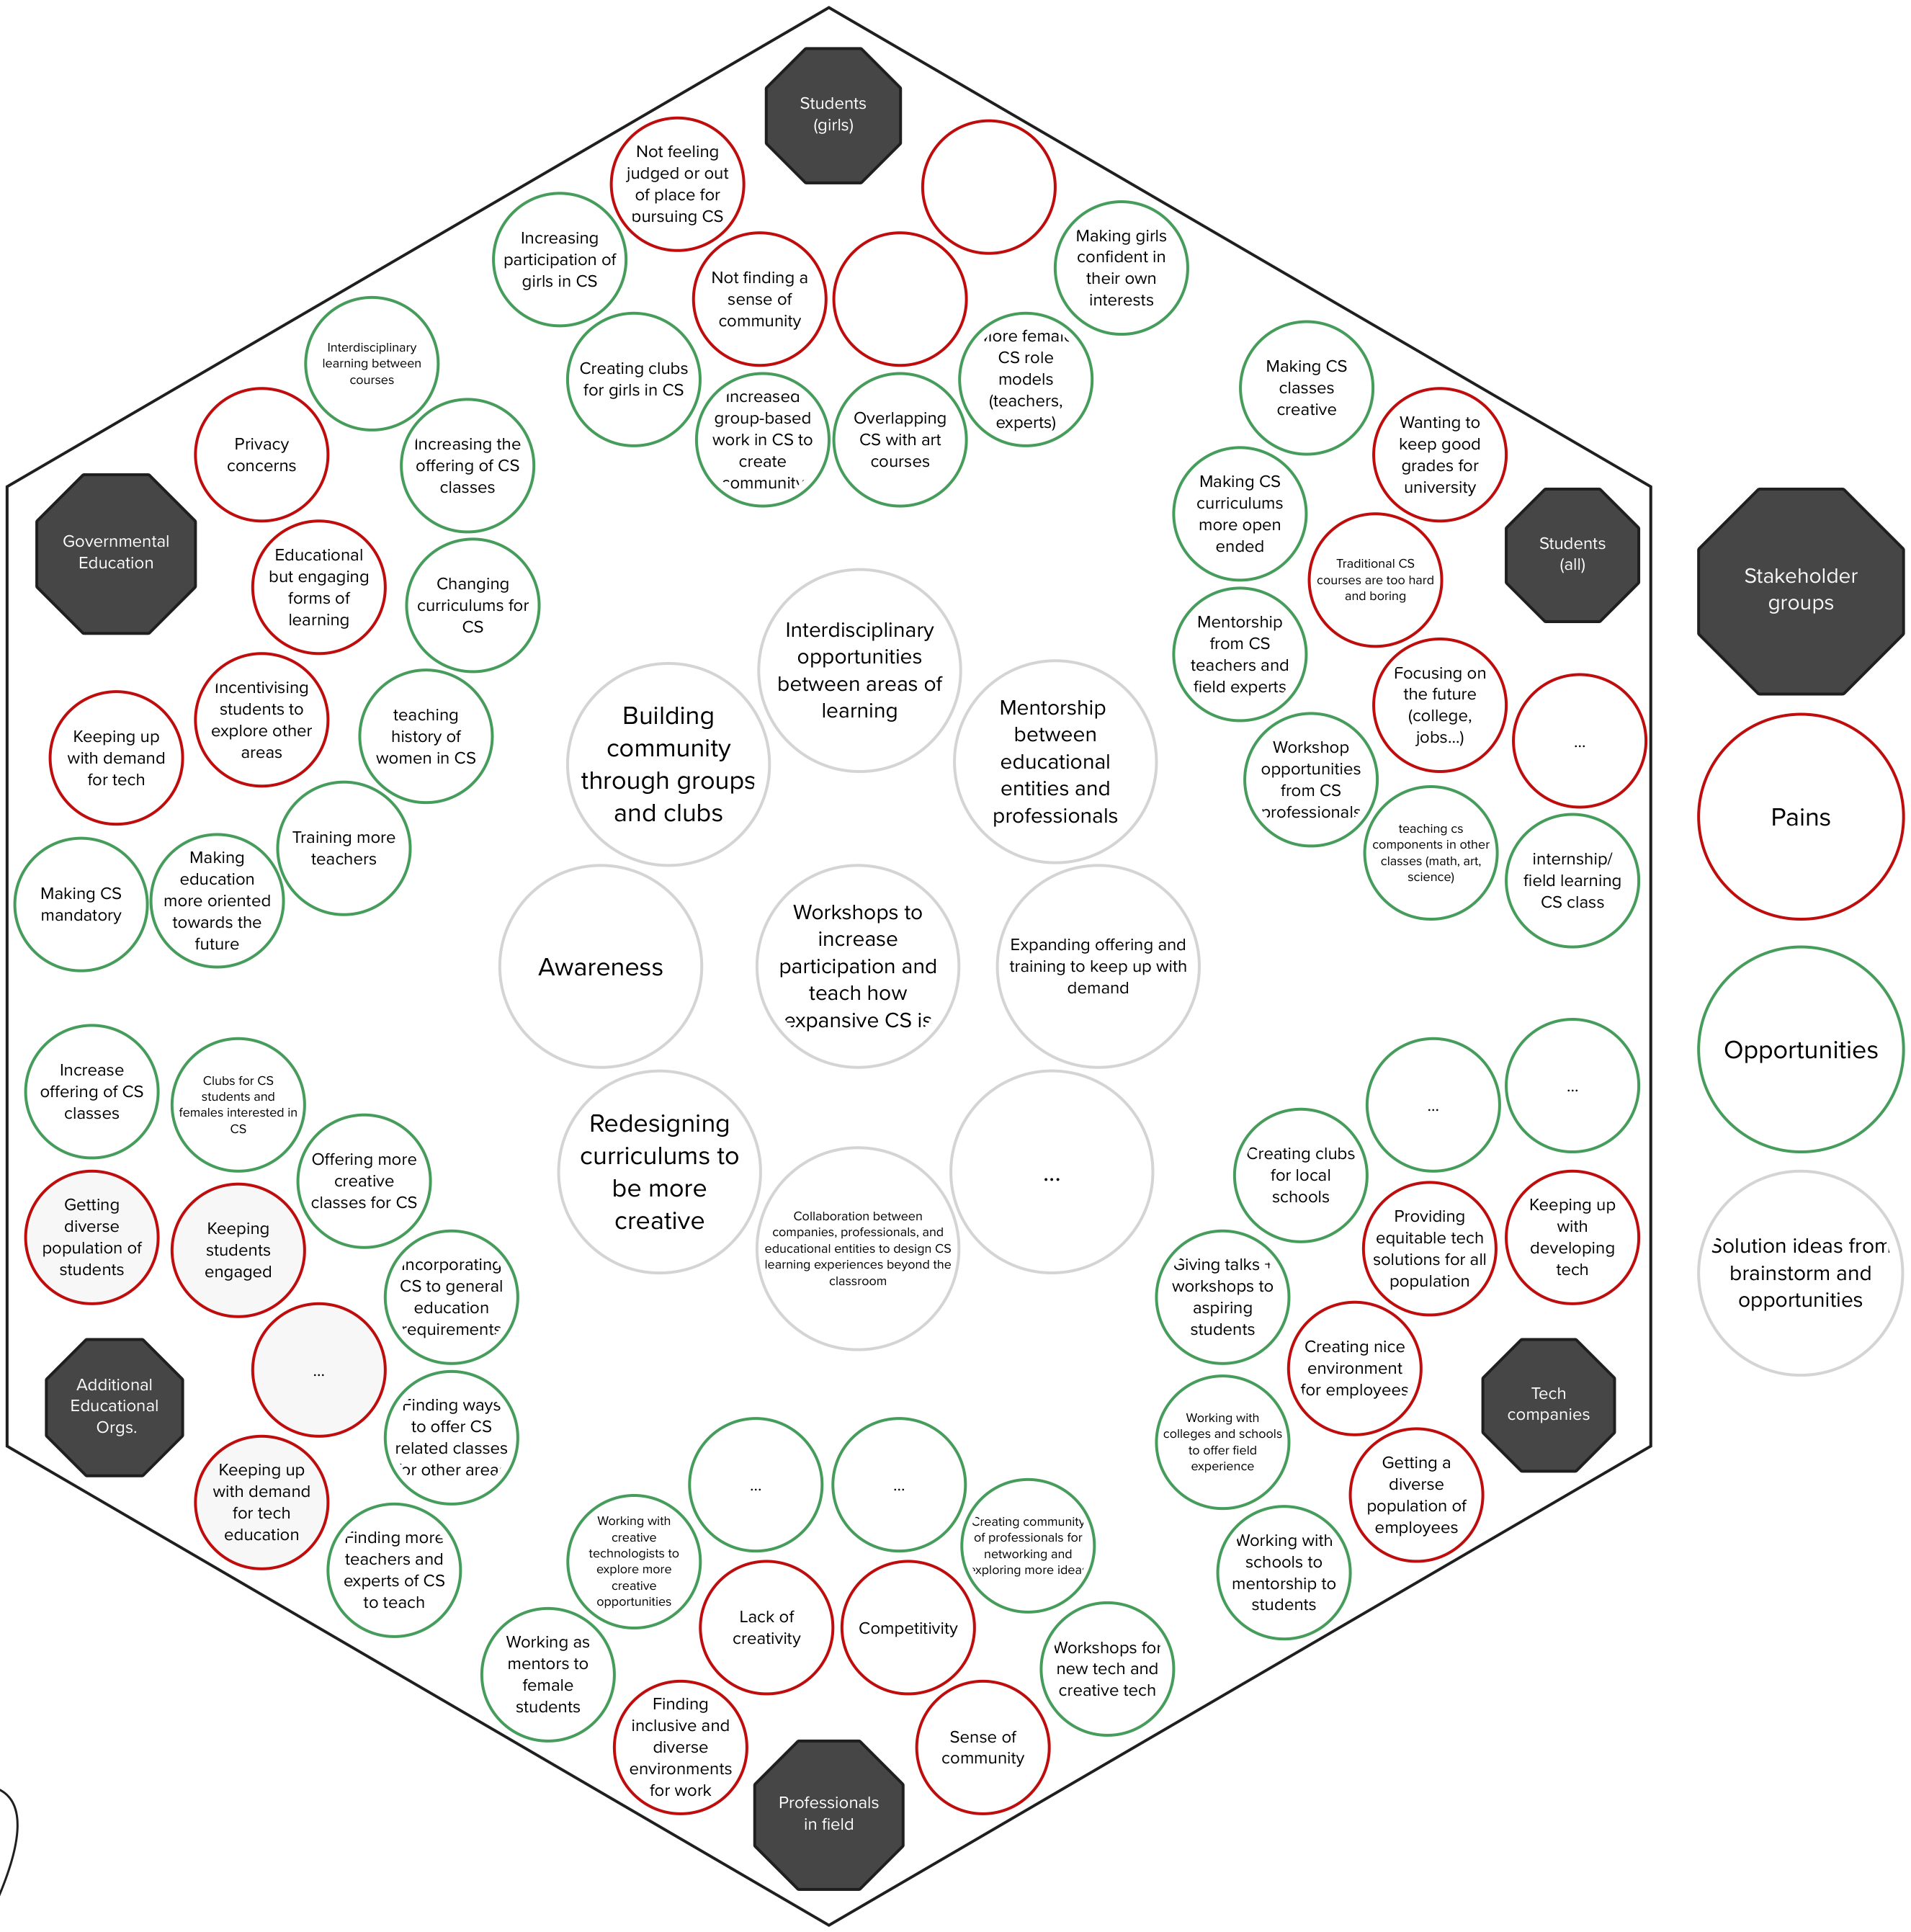 Students
(girls)
Not feeling
judged or out
of place for
pursuing CS
Increasing
participation of
girls in CS
Not finding a
sense of
community
Making girls
confident in
their own
interests
Creating clubs
for girls in CS
increased
group-based
work in CS to
create
community
Overlapping
CS with art
courses
more female
CS role
models
(teachers,
experts)
Interdisciplinary
learning between
courses
Privacy
concerns
Increasing the
offering of CS
classes
Governmental
Education
Educational
but engaging
forms of
learning
Changing
curriculums for
CS
Incentivising
students to
explore other
areas
teaching
history of
women in CS
Keeping up
with demand
for tech
Training more
teachers
Making CS
mandatory
Making
education
more oriented
towards the
future
Making CS
classes
creative
Wanting to
keep good
grades for
university
Making CS
curriculums
more open
ended
Traditional CS
courses are too hard
and boring
Students
(all)
Mentorship
from CS
teachers and
field experts
Focusing on
the future
(college,
jobs...)
...
Workshop
opportunities
from CS
professionals
teaching cs
components in other
classes (math, art,
science)
internship/
field learning
CS class
Interdisciplinary
opportunities
between areas of
learning
Building
community
through groups
and clubs
Mentorship
between
educational
entities and
professionals
Awareness
Workshops to
increase
participation and
teach how
expansive CS is
Expanding offering and
training to keep up with
demand
Redesigning
curriculums to
be more
creative
Collaboration between
companies, professionals, and
educational entities to design CS
learning experiences beyond the
classroom
...
Increase
offering of CS
classes
Clubs for CS
students and
females interested in
CS
Offering more
creative
classes for CS
Getting
diverse
population of
students
Keeping
students
engaged
Incorporating
CS to general
education
requirements
...
Additional
Educational
Orgs.
Finding ways
to offer CS
related classes
for other areas
Keeping up
with demand
for tech
education
Finding more
teachers and
experts of CS
to teach
...
...
Creating clubs
for local
schools
Providing
equitable tech
solutions for all
population
Keeping up
with
developing
tech
Giving talks +
workshops to
aspiring
students
Creating nice
environment
for employees
Tech
companies
Working with
colleges and schools
to offer field
experience
Getting a
diverse
population of
employees
Working with
schools to
mentorship to
students
...
...
Working with
creative
technologists to
explore more
creative
opportunities
Creating community
of professionals for
networking and
exploring more ideas
Lack of
creativity
Competitivity
Working as
mentors to
female
students
Workshops for
new tech and
creative tech
Finding
inclusive and
diverse
environments
for work
Sense of
community
Professionals
in field
Stakeholder
groups
Pains
Opportunities
Solution ideas from
brainstorm and
opportunities